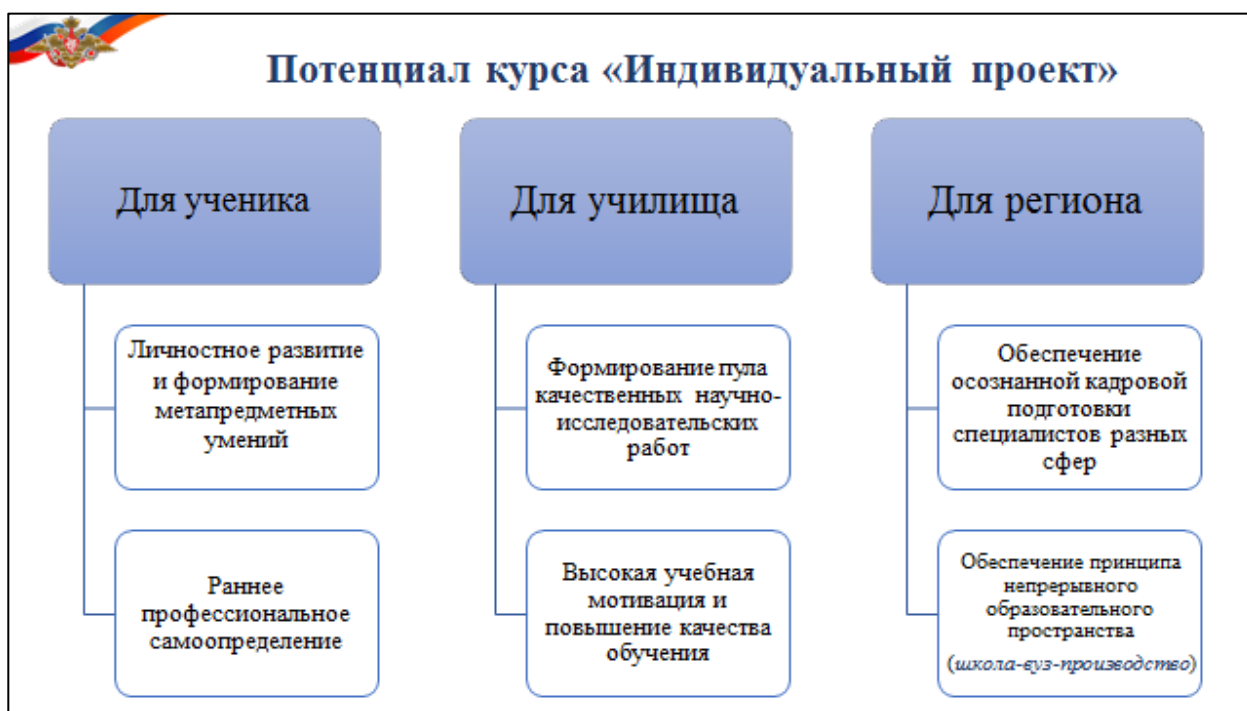 Потенциал курса «Индивидуальный проект»
Для ученика
Личностное развитие
и формирование
метапредметных
умений
Раннее
профессиональное
самоопределение
Для училища
Формирование пула
качественных научно-
исследовательских
работ
Высокая учебная
мотивация и
повышение качества
обучения
Для региона
Обеспечение
осознанной кадровой
подготовки
специалистов разных
сфер
Обеспечение принципа
непрерывного
образовательного
пространства
(школа-вуз-производство)